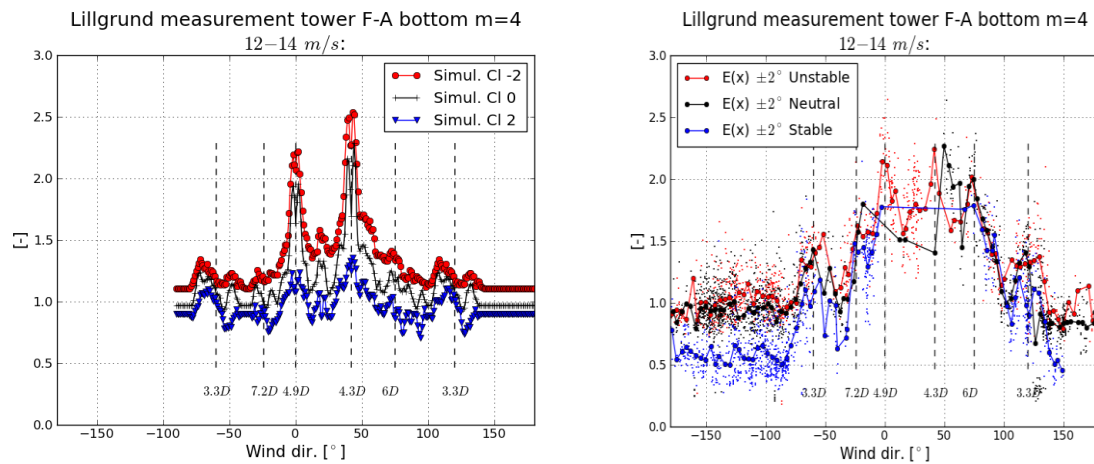 Lillgrund measurement tower F-A bottom m=4
12−14 m/s:
3.0
2.5
2.0
1.5
1.0
0.5
0.0
[-]
Simul. Cl -2
Simul. Cl 0
Simul. Cl 2
3.3D 7.2D 4.9D 4.3D 6D 3.3D
−150 −100 −50 0 50 100 150
Wind dir. [°]
Lillgrund measurement tower F-A bottom m=4
12−14 m/s:
3.0
2.5
2.0
1.5
1.0
0.5
0.0
[-]
E(x) ±2° Unstable
E(x) ±2° Neutral
E(x) ±2° Stable
3.3D 7.2D 4.9D 4.3D 6D 3.3D
−150 −100 −50 0 50 100 150
Wind dir. [°]